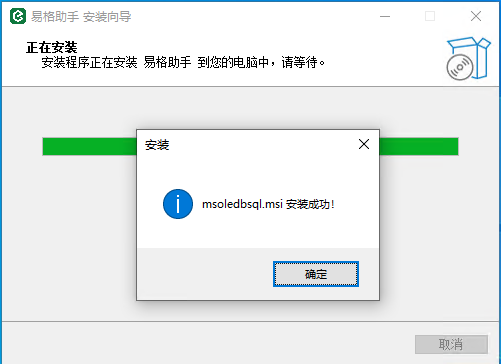 易格助手 安装向导
正在安装
安装程序正在安装 易格助手 到您的电脑中，请等待。
安装
msoledbsql.msi 安装成功！
确定
取消